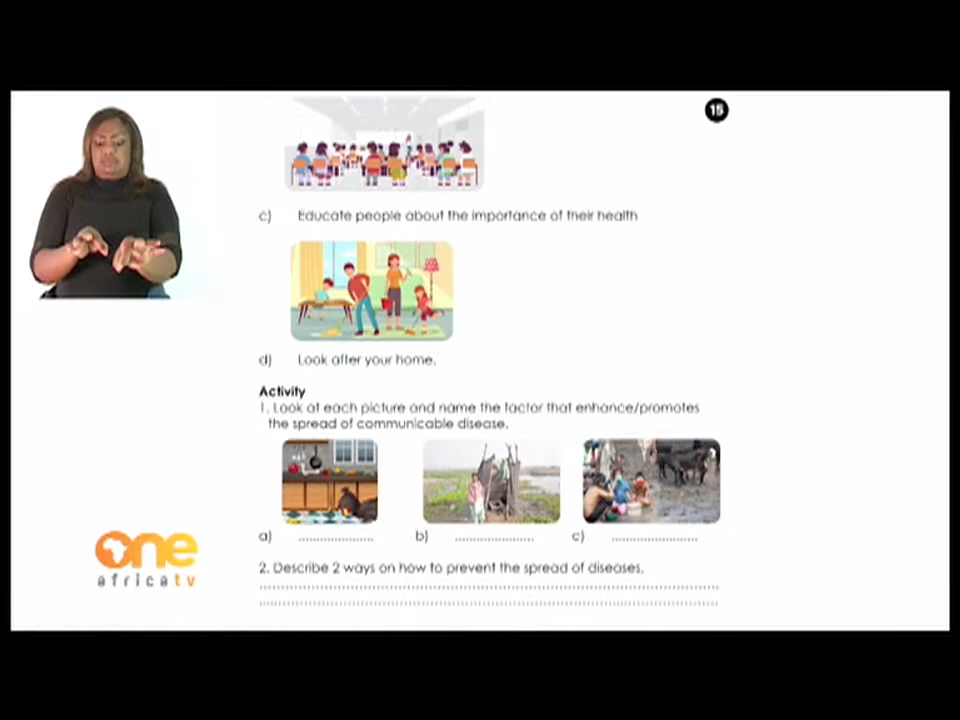 15
c) Educate people about the importance of their health
d) Look after your home.
Activity
1. Look at each picture and name the factor that enhance/promotes
the spread of communicable disease.
a) ........................ b) ........................ c) ........................
2. Describe 2 ways on how to prevent the spread of diseases.
one
africa tv